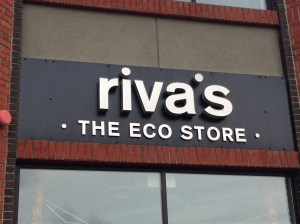 riva's
· THE ECO STORE ·